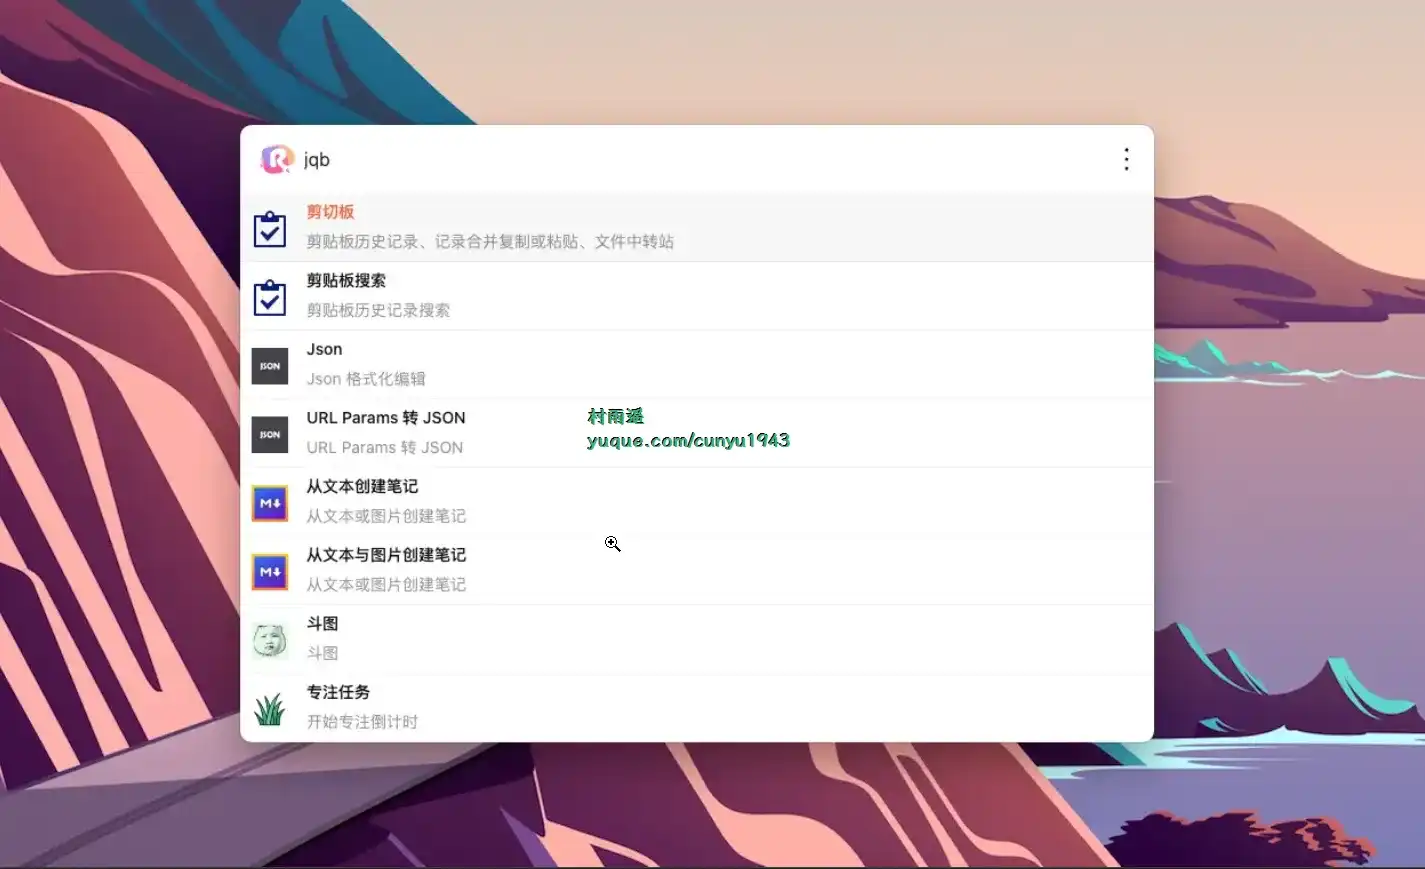 jqb
剪切板
剪贴板历史记录、记录合并复制或粘贴、文件中转站
剪贴板搜索
剪贴板历史记录搜索
JSON
Json
Json 格式化编辑
JSON
URL Params 转 JSON
URL Params 转 JSON
村雨遥
yuque.com/cunyu1943
M
从文本创建笔记
从文本或图片创建笔记
M
从文本与图片创建笔记
从文本或图片创建笔记
斗图
斗图
专注任务
开始专注倒计时